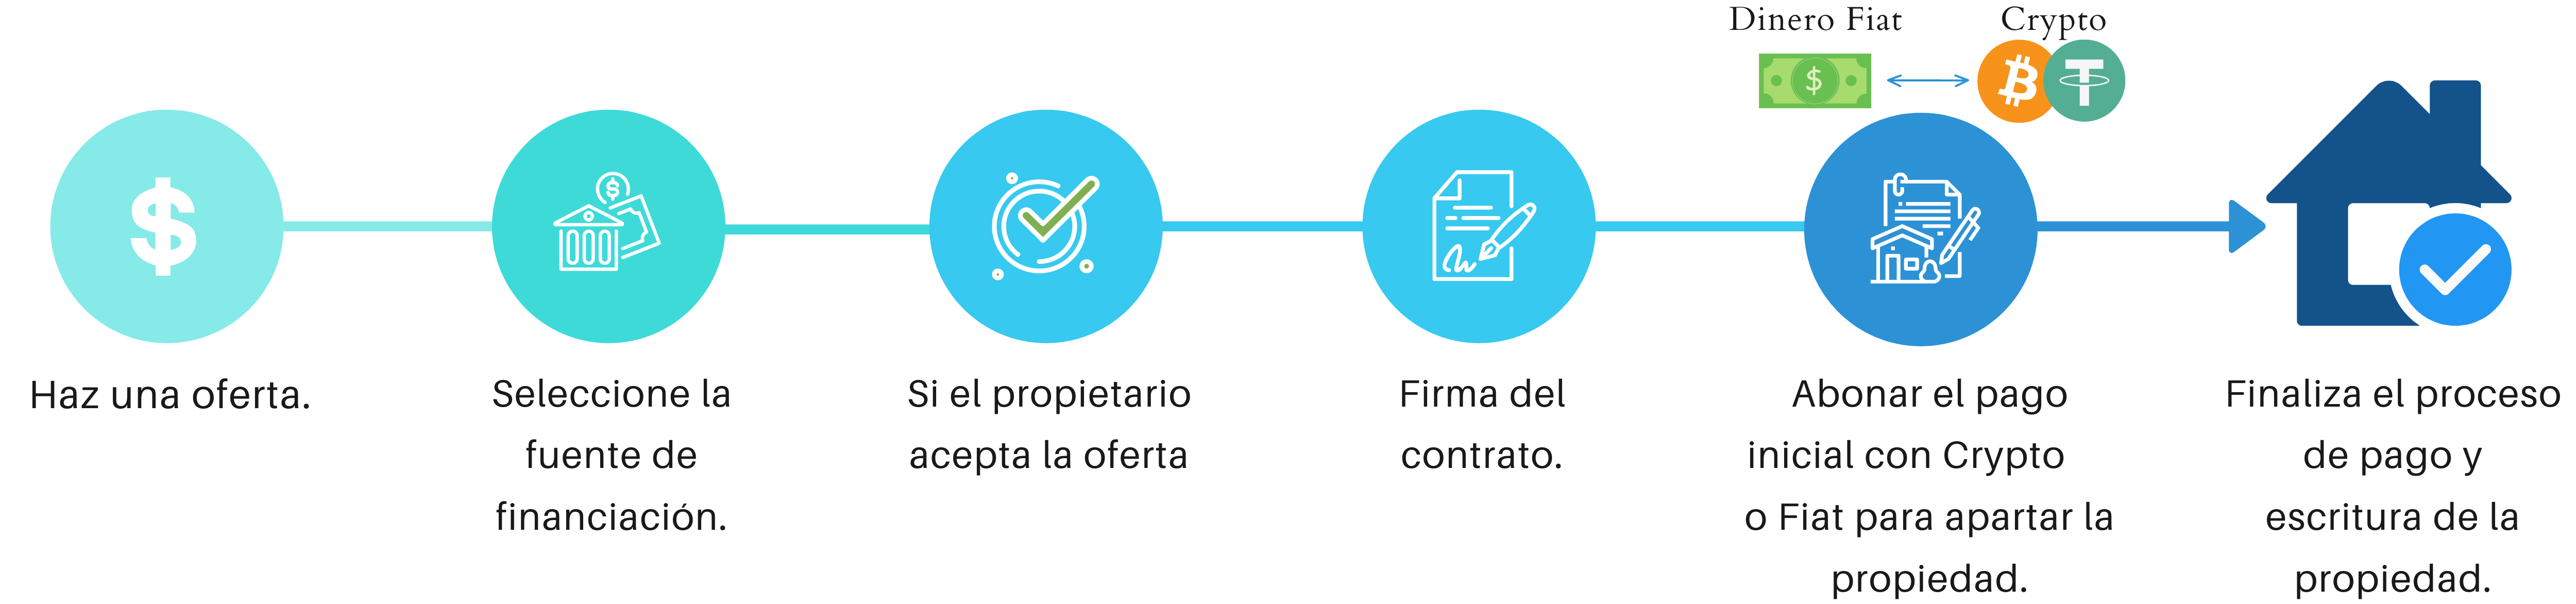 Dinero Fiat
Crypto
Haz una oferta.
Seleccione la
fuente de
financiación.
Si el propietario
acepta la oferta
Firma del
contrato.
Abonar el pago
inicial con Crypto
o Fiat para apartar la
propiedad.
Finaliza el proceso
de pago y
escritura de la
propiedad.